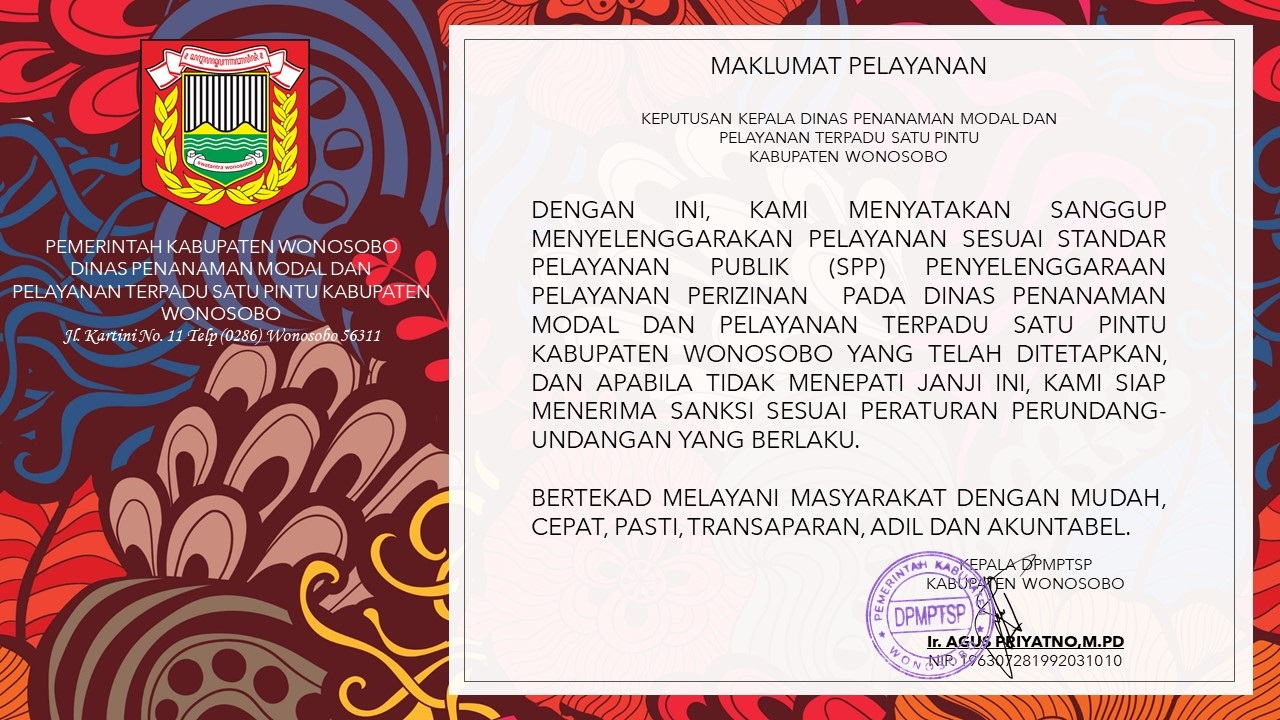 swatantra wonosobo
PEMERINTAH KABUPATEN WONOSOBO
DINAS PENANAMAN MODAL DAN
PELAYANAN TERPADU SATU PINTU KABUPATEN
WONOSOBO
Jl. Kartini No. 11 Telp (0286) Wonosobo 56311
MAKLUMAT PELAYANAN
KEPUTUSAN KEPALA DINAS PENANAMAN MODAL DAN
PELAYANAN TERPADU SATU PINTU
KABUPATEN WONOSOBO
DENGAN INI, KAMI MENYATAKAN SANGGUP
MENYELENGGARAKAN PELAYANAN SESUAI STANDAR
PELAYANAN PUBLIK (SPP) PENYELENGGARAAN
PELAYANAN PERIZINAN PADA DINAS PENANAMAN
MODAL DAN PELAYANAN TERPADU SATU PINTU
KABUPATEN WONOSOBO YANG TELAH DITETAPKAN,
DAN APABILA TIDAK MENEPATI JANJI INI, KAMI SIAP
MENERIMA SANKSI SESUAI PERATURAN PERUNDANG-
UNDANGAN YANG BERLAKU.
BERTEKAD MELAYANI MASYARAKAT DENGAN MUDAH,
CEPAT, PASTI, TRANSAPARAN, ADIL DAN AKUNTABEL.
KEPALA DPMPTSP
KABUPATEN WONOSOBO
PEMERINTAH KABUPATEN
DPMPTSP
WONOSOBO
Ir. AGUS PRIYATNO,M.PD
NIP. 196307281992031010